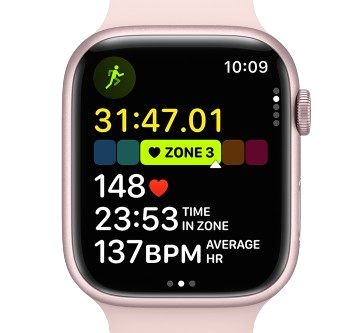 10:09
31:47.01
ZONE 3
148
23:53 TIME IN ZONE
137BPM AVERAGE HR